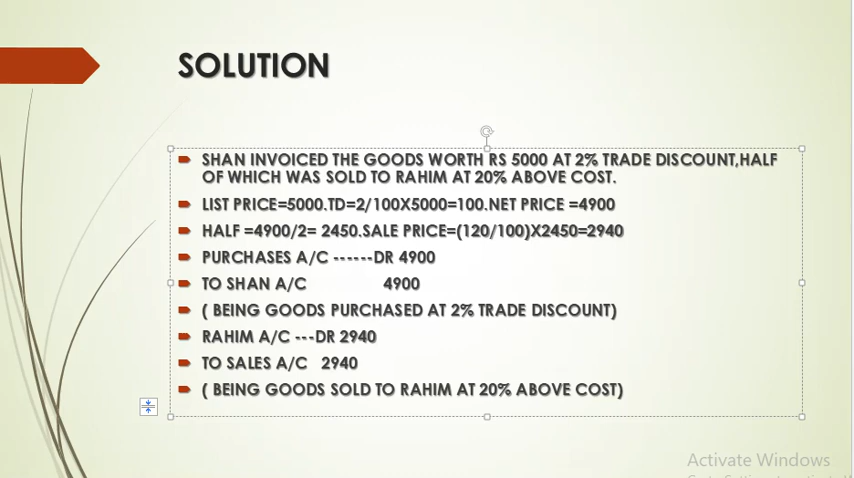 SOLUTION
SHAN INVOICED THE GOODS WORTH RS 5000 AT 2% TRADE DISCOUNT,HALF
OF WHICH WAS SOLD TO RAHIM AT 20% ABOVE COST.
LIST PRICE=5000.TD=2/100X5000=100.NET PRICE =4900
HALF =4900/2= 2450.SALE PRICE=(120/100)X2450=2940
PURCHASES A/C ------DR 4900
TO SHAN A/C 4900
( BEING GOODS PURCHASED AT 2% TRADE DISCOUNT)
RAHIM A/C ---DR 2940
TO SALES A/C 2940
( BEING GOODS SOLD TO RAHIM AT 20% ABOVE COST)
Activate Windows